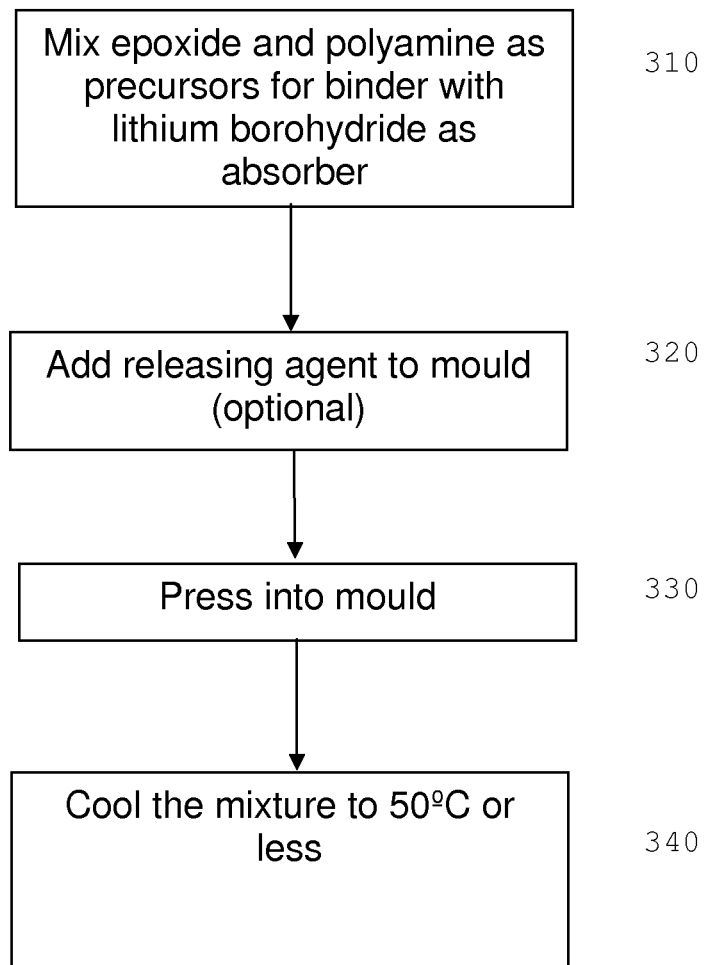 Mix epoxide and polyamine as
precursors for binder with
lithium borohydride as
absorber
310
Add releasing agent to mould
(optional)
320
Press into mould
330
Cool the mixture to 50ºC or
less
340